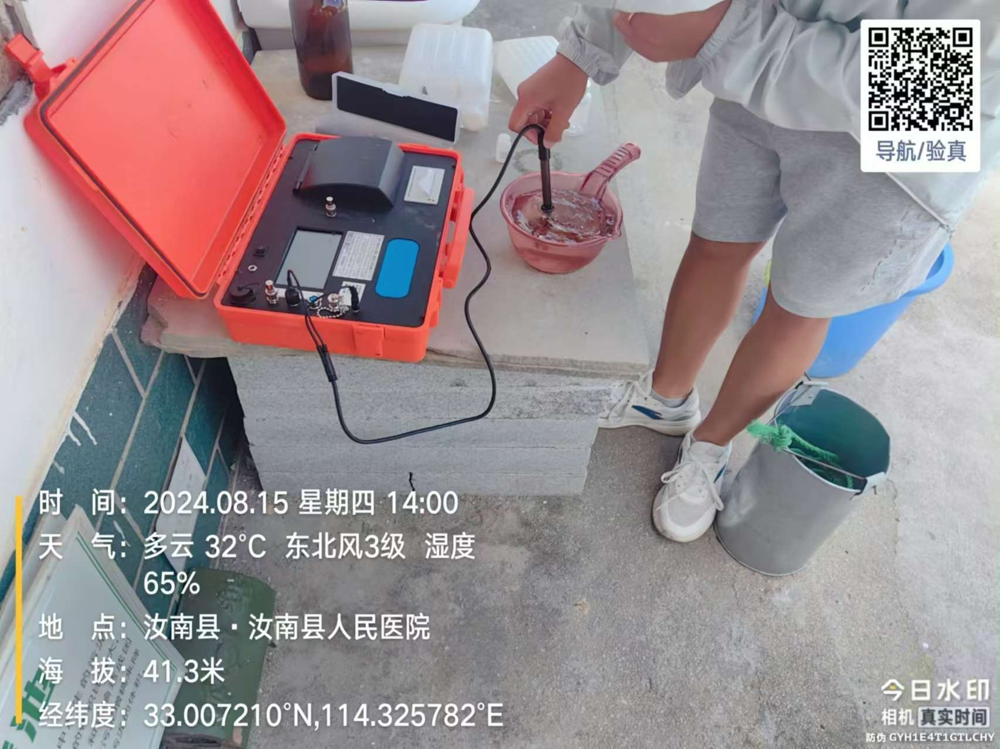 导航/验真
时 间：2024.08.15 星期四 14:00
天 气：多云 32°C 东北风3级 湿度
65%
地 点：汝南县·汝南县人民医院
海 拔：41.3米
经纬度：33.007210°N,114.325782°E
今日水印
相机 真实时间
防伪 GYH1E4T1GTLCHY